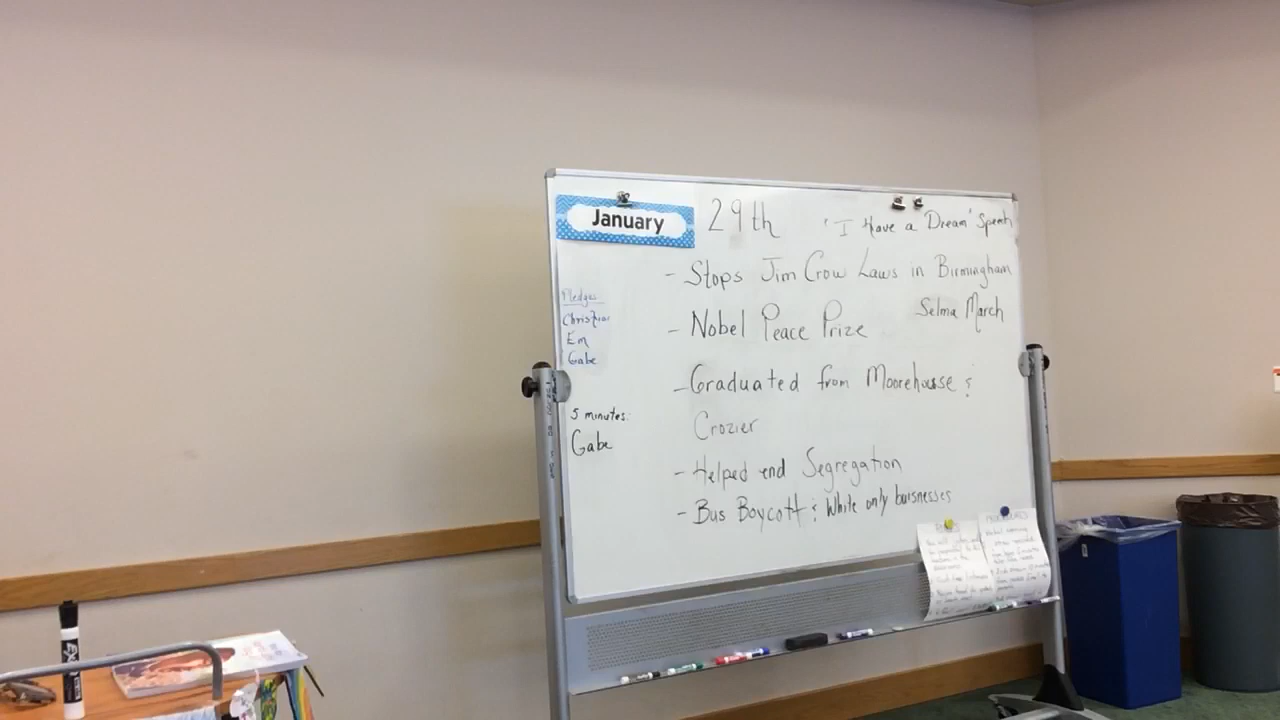 January 29th
'I Have a Dream' Speech
- Stops Jim Crow Laws in Birmingham
Selma March
- Nobel Peace Prize
- Graduated from Moorehouse &
Crozier
- Helped end Segregation
- Bus Boycott & White only buisnesses
Pledges
Christian
Em
Gabe
5 minutes:
Gabe
EXPO